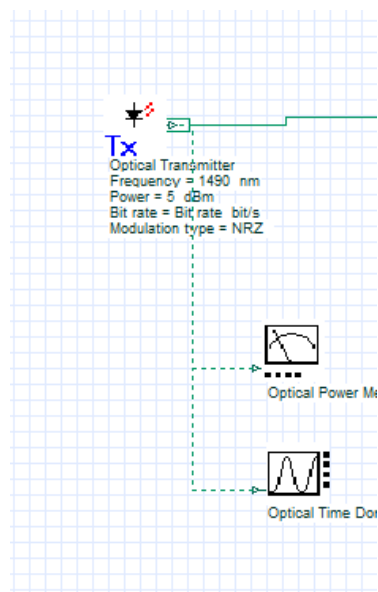 Tx
Optical Transmitter
Frequency = 1490 nm
Power = 5 dBm
Bit rate = Bit rate bit/s
Modulation type = NRZ
Optical Power Me
Optical Time Dor